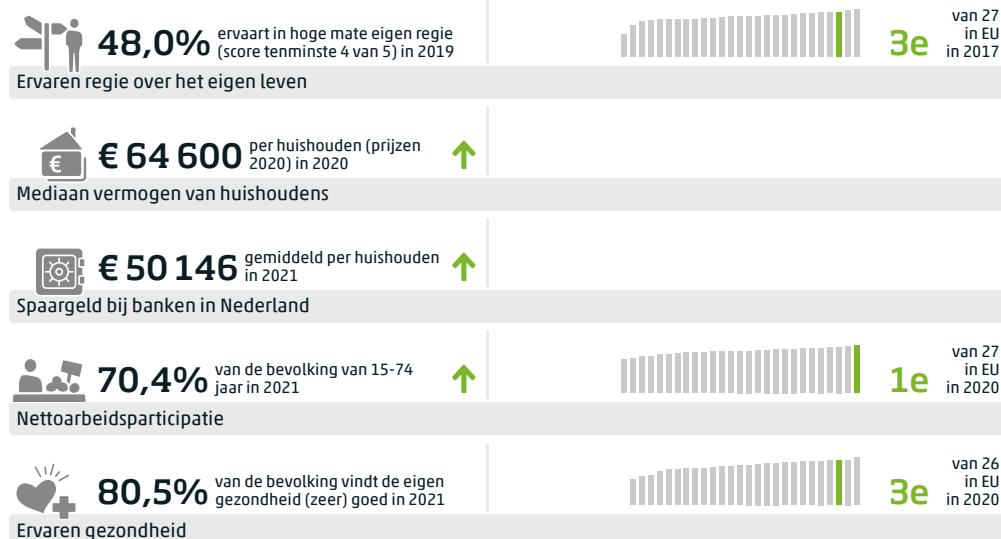 48,0% ervaart in hoge mate eigen regie
(score tenminste 4 van 5) in 2019
3e van 27
in EU
in 2017
Ervaren regie over het eigen leven
€
€ 64 600 per huishouden (prijzen
2020) in 2020
Mediaan vermogen van huishoudens
€ 50 146 gemiddeld per huishouden
in 2021
Spaargeld bij banken in Nederland
70,4% van de bevolking van 15-74
jaar in 2021
1e van 27
in EU
in 2020
Nettoarbeidsparticipatie
80,5% van de bevolking vindt de eigen
gezondheid (zeer) goed in 2021
3e van 26
in EU
in 2020
Ervaren gezondheid